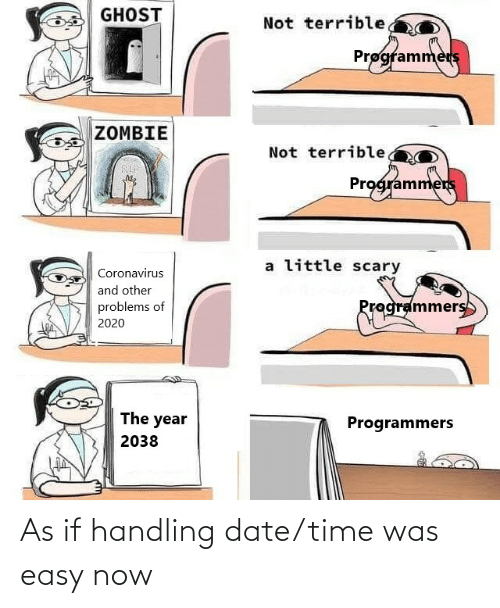 GHOST
Not terrible
Programmers
ZOMBIE
Not terrible
Programmers
Coronavirus
and other
problems of
2020
a little scary
Programmers
The year
2038
Programmers
As if handling date/time was
easy now